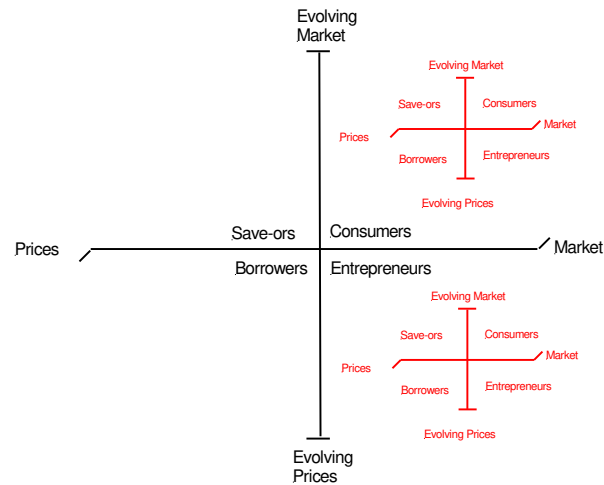 Evolving
Market
Evolving Market
Save-ors
Consumers
Prices
Market
Borrowers
Entrepreneurs
Evolving Prices
Save-ors
Consumers
Prices
Market
Borrowers
Entrepreneurs
Evolving Market
Save-ors
Consumers
Prices
Market
Borrowers
Entrepreneurs
Evolving Prices
Evolving
Prices